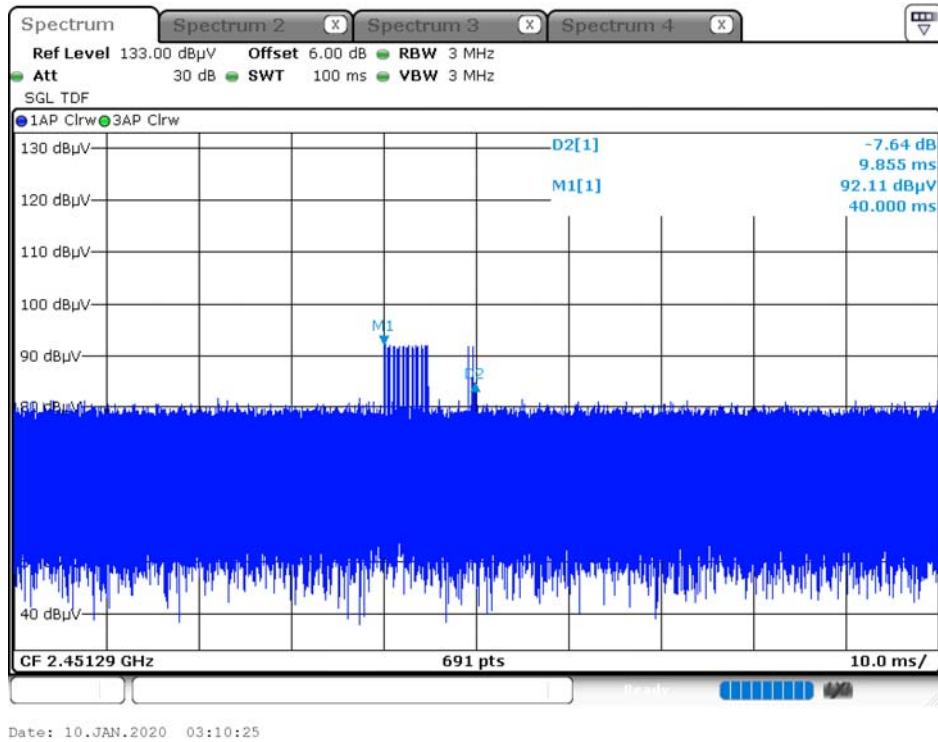 Spectrum Spectrum 2 X Spectrum 3 X Spectrum 4 X
Ref Level 133.00 dBµV Offset 6.00 dB RBW 3 MHz
Att 30 dB SWT 100 ms VBW 3 MHz
SGL TDF
1AP Clrw 3AP Clrw
130 dBµV
D2[1] -7.64 dB
9.855 ms
M1[1] 92.11 dBµV
40.000 ms
120 dBµV
110 dBµV
100 dBµV
M1
90 dBµV
D2
80 dBµV
40 dBµV
CF 2.45129 GHz 691 pts 10.0 ms/
Ready
Date: 10.JAN.2020 03:10:25